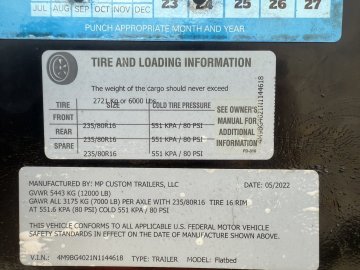 JUL AUG SEP OCT NOV DEC 23 24 25 26 27
PUNCH APPROPRIATE MONTH AND YEAR
TIRE AND LOADING INFORMATION
The weight of the cargo should never exceed
2721 Kg or 6000 Lbs.
TIRE SIZE COLD TIRE PRESSURE
SEE OWNER'S MANUAL FOR ADDITIONAL INFORMATION
FRONT
REAR 235/80R16 551 KPA / 80 PSI
SPARE 235/80R16 551 KPA / 80 PSI
4M9BG4021N1144618
MANUFACTURED BY: MP CUSTOM TRAILERS, LLC DATE: 05/2022
GVWR 5443 KG (12000 LB)
GAWR ALL 3175 KG (7000 LB) PER AXLE WITH 235/80R16 TIRE 16 RIM
AT 551.6 KPA (80 PSI) COLD 551 KPA / 80 PSI
THIS VEHICLE CONFORMS TO ALL APPLICABLE U.S. FEDERAL MOTOR VEHICLE
SAFETY STANDARDS IN EFFECT ON THE DATE OF MANUFACTURE SHOWN ABOVE
V.I.N.: 4M9BG4021N1144618 TYPE: TRAILER MODEL: Flatbed